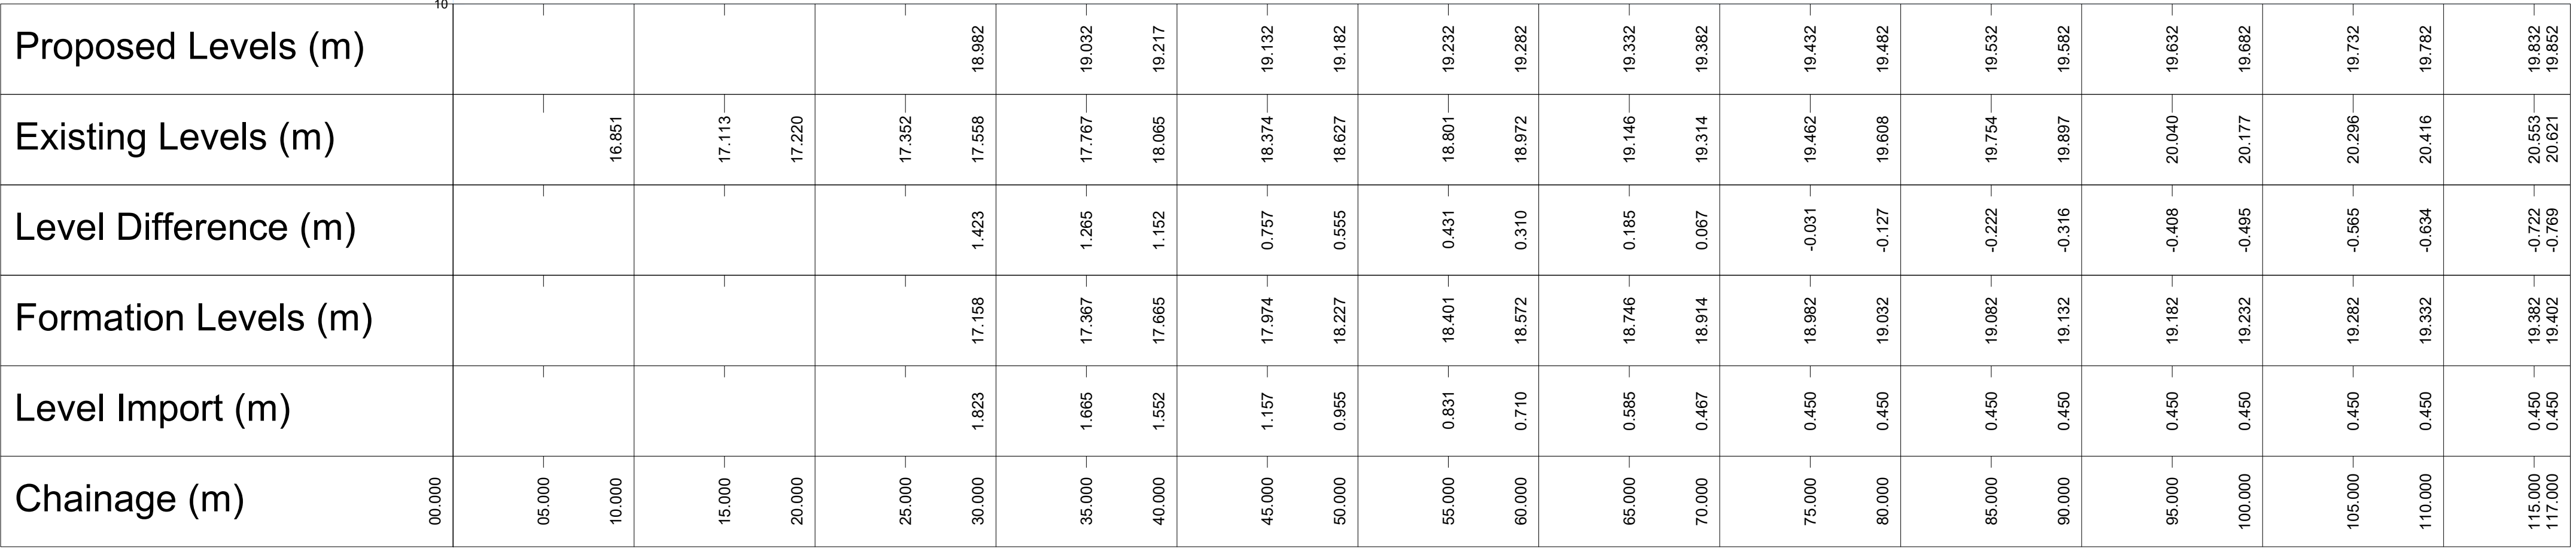 10
Proposed Levels (m) 18.982 19.032 19.217 19.132 19.182 19.232 19.282 19.332 19.382 19.432 19.482 19.532 19.582 19.632 19.682 19.732 19.782 19.832 19.852
Existing Levels (m) 16.851 17.113 17.220 17.352 17.558 17.767 18.065 18.374 18.627 18.801 18.972 19.146 19.314 19.462 19.608 19.754 19.897 20.040 20.177 20.296 20.416 20.553 20.621
Level Difference (m) 1.423 1.265 1.152 0.757 0.555 0.431 0.310 0.185 0.067 -0.031 -0.127 -0.222 -0.316 -0.408 -0.495 -0.565 -0.634 -0.722 -0.769
Formation Levels (m) 17.158 17.367 17.665 17.974 18.227 18.401 18.572 18.746 18.914 18.982 19.032 19.082 19.132 19.182 19.232 19.282 19.332 19.382 19.402
Level Import (m) 1.823 1.665 1.552 1.157 0.955 0.831 0.710 0.585 0.467 0.450 0.450 0.450 0.450 0.450 0.450 0.450 0.450 0.450 0.450
Chainage (m) 00.000 05.000 10.000 15.000 20.000 25.000 30.000 35.000 40.000 45.000 50.000 55.000 60.000 65.000 70.000 75.000 80.000 85.000 90.000 95.000 100.000 105.000 110.000 115.000 117.000